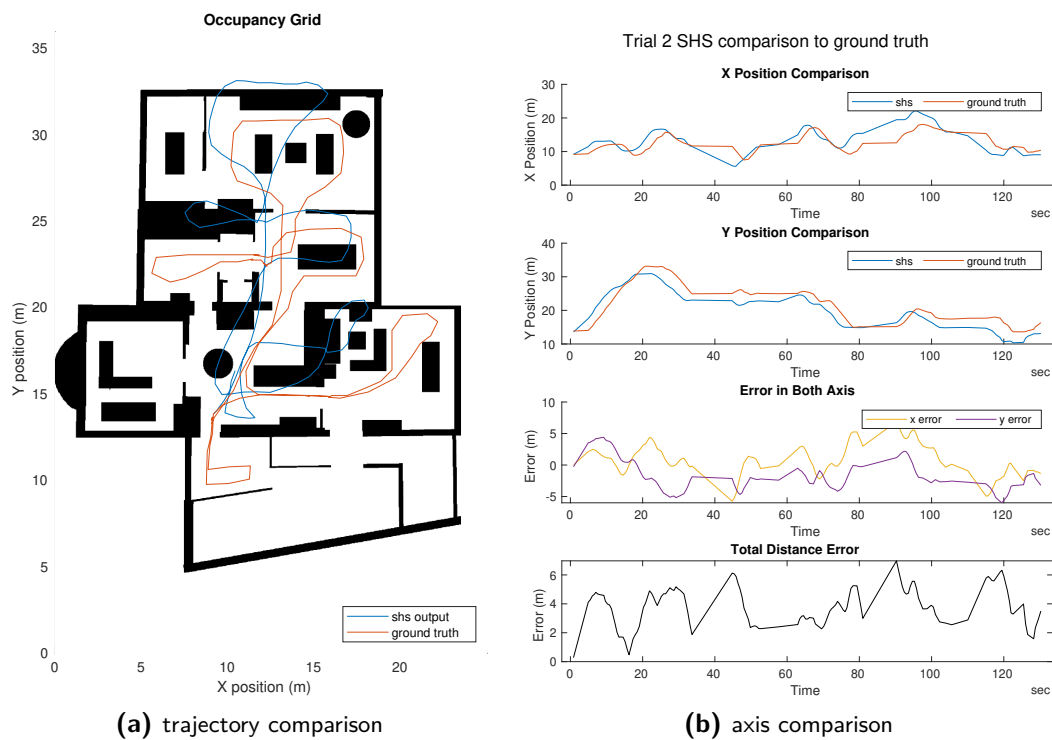 Occupancy Grid
35
30
25
20
15
10
5
0
Y position (m)
0 5 10 15 20
X position (m)
shs output
ground truth
(a) trajectory comparison
Trial 2 SHS comparison to ground truth
X Position Comparison
30
20
10
0
X Position (m)
shs ground truth
0 20 40 60 80 100 120
Time sec
Y Position Comparison
40
30
20
10
Y Position (m)
shs ground truth
0 20 40 60 80 100 120
Time sec
Error in Both Axis
10
5
0
-5
Error (m)
x error y error
0 20 40 60 80 100 120
Time sec
Total Distance Error
6
4
2
0
Error (m)
0 20 40 60 80 100 120
Time sec
(b) axis comparison